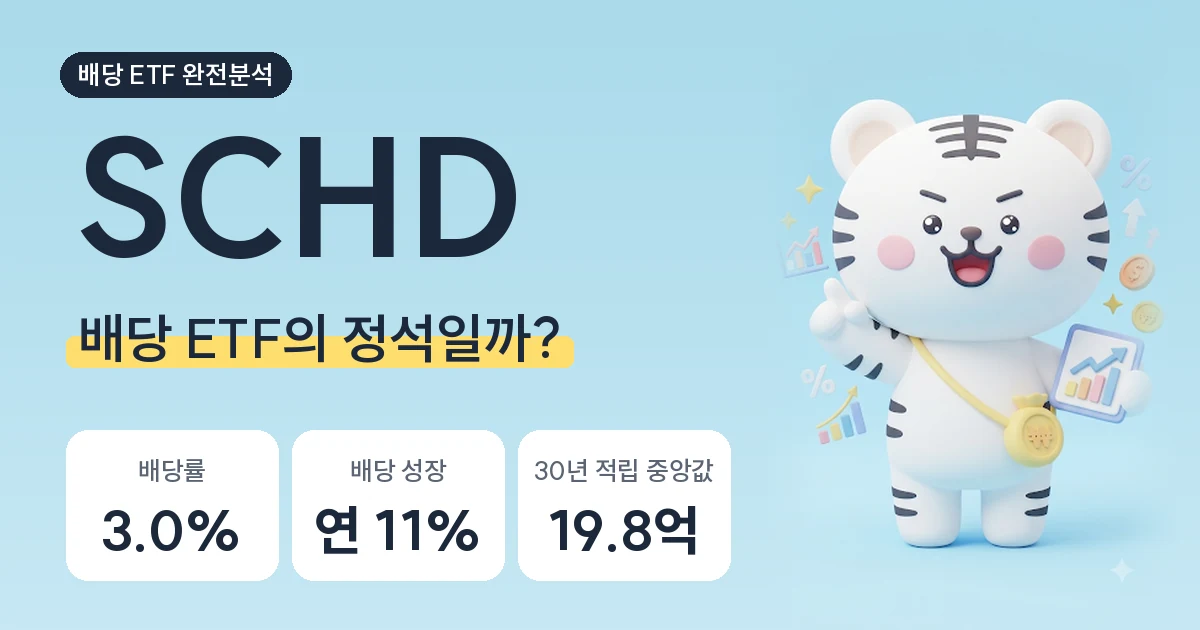 배당 ETF 완전분석
SCHD
배당 ETF의 정석일까?
배당률
3.0%
배당 성장
연 11%
30년 적립 중앙값
19.8억
%
%
$